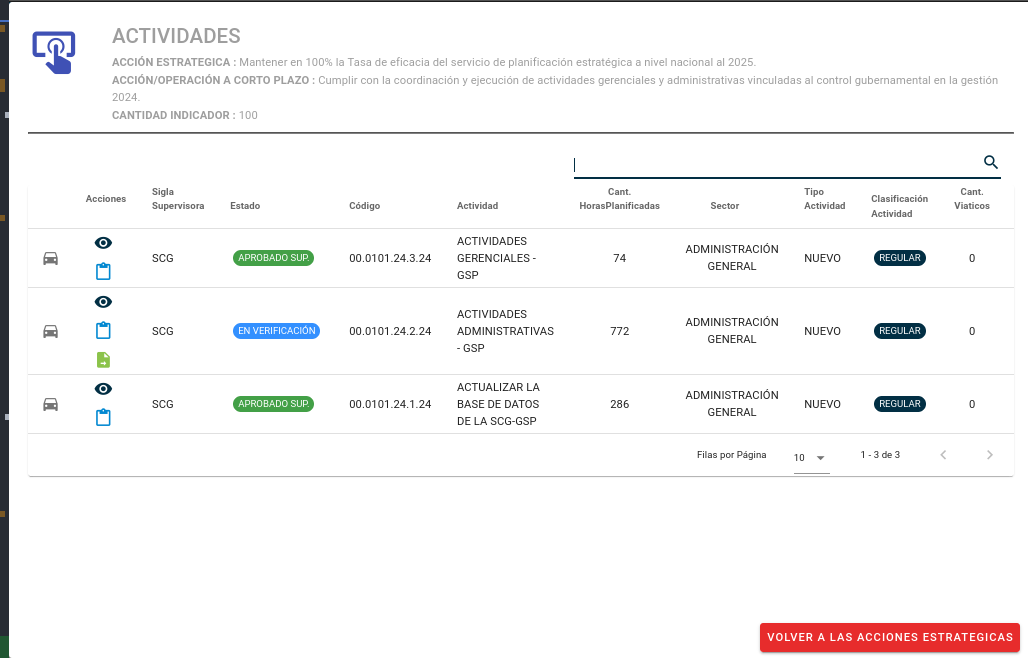 ACTIVIDADES
ACCIÓN ESTRATEGICA : Mantener en 100% la Tasa de eficacia del servicio de planificación estratégica a nivel nacional al 2025.
ACCIÓN/OPERACIÓN A CORTO PLAZO : Cumplir con la coordinación y ejecución de actividades gerenciales y administrativas vinculadas al control gubernamental en la gestión
2024.
CANTIDAD INDICADOR : 100
Acciones
Sigla
Supervisora
Estado
Código
Actividad
Cant.
HorasPlanificadas
Sector
Tipo
Actividad
Clasificación
Actividad
Cant.
Viaticos
SCG
APROBADO SUP.
00.0101.24.3.24
ACTIVIDADES
GERENCIALES -
GSP
74
ADMINISTRACIÓN
GENERAL
NUEVO
REGULAR
0
SCG
EN VERIFICACIÓN
00.0101.24.2.24
ACTIVIDADES
ADMINISTRATIVAS
- GSP
772
ADMINISTRACIÓN
GENERAL
NUEVO
REGULAR
0
SCG
APROBADO SUP.
00.0101.24.1.24
ACTUALIZAR LA
BASE DE DATOS
DE LA SCG-GSP
286
ADMINISTRACIÓN
GENERAL
NUEVO
REGULAR
0
Filas por Página
10
1 - 3 de 3
VOLVER A LAS ACCIONES ESTRATEGICAS